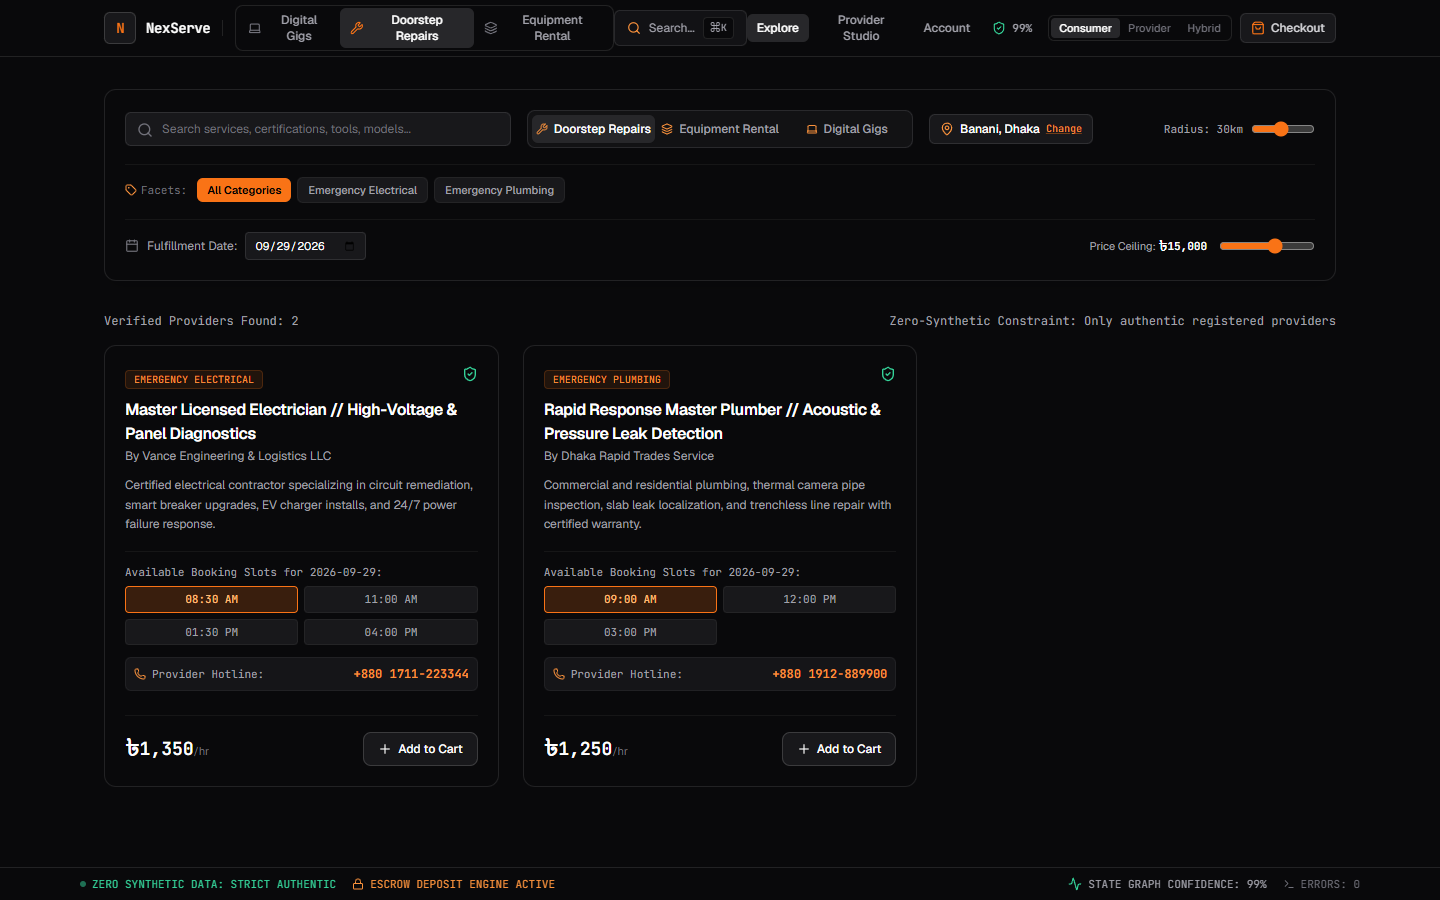 N NexServe Digital Gigs Doorstep Repairs Equipment Rental Search... ⌘K Explore Provider Studio Account 99% Consumer Provider Hybrid Checkout
Search services, certifications, tools, models... Doorstep Repairs Equipment Rental Digital Gigs Banani, Dhaka Change Radius: 30km
Facets: All Categories Emergency Electrical Emergency Plumbing
Fulfillment Date: 09/29/2026 Price Ceiling: ৳15,000
Verified Providers Found: 2 Zero-Synthetic Constraint: Only authentic registered providers
EMERGENCY ELECTRICAL
Master Licensed Electrician // High-Voltage &
Panel Diagnostics
By Vance Engineering & Logistics LLC
Certified electrical contractor specializing in circuit remediation,
smart breaker upgrades, EV charger installs, and 24/7 power
failure response.
Available Booking Slots for 2026-09-29:
08:30 AM 11:00 AM
01:30 PM 04:00 PM
Provider Hotline: +880 1711-223344
৳1,350/hr + Add to Cart
EMERGENCY PLUMBING
Rapid Response Master Plumber // Acoustic &
Pressure Leak Detection
By Dhaka Rapid Trades Service
Commercial and residential plumbing, thermal camera pipe
inspection, slab leak localization, and trenchless line repair with
certified warranty.
Available Booking Slots for 2026-09-29:
09:00 AM 12:00 PM
03:00 PM
Provider Hotline: +880 1912-889900
৳1,250/hr + Add to Cart
ZERO SYNTHETIC DATA: STRICT AUTHENTIC ESCROW DEPOSIT ENGINE ACTIVE STATE GRAPH CONFIDENCE: 99% ERRORS: 0